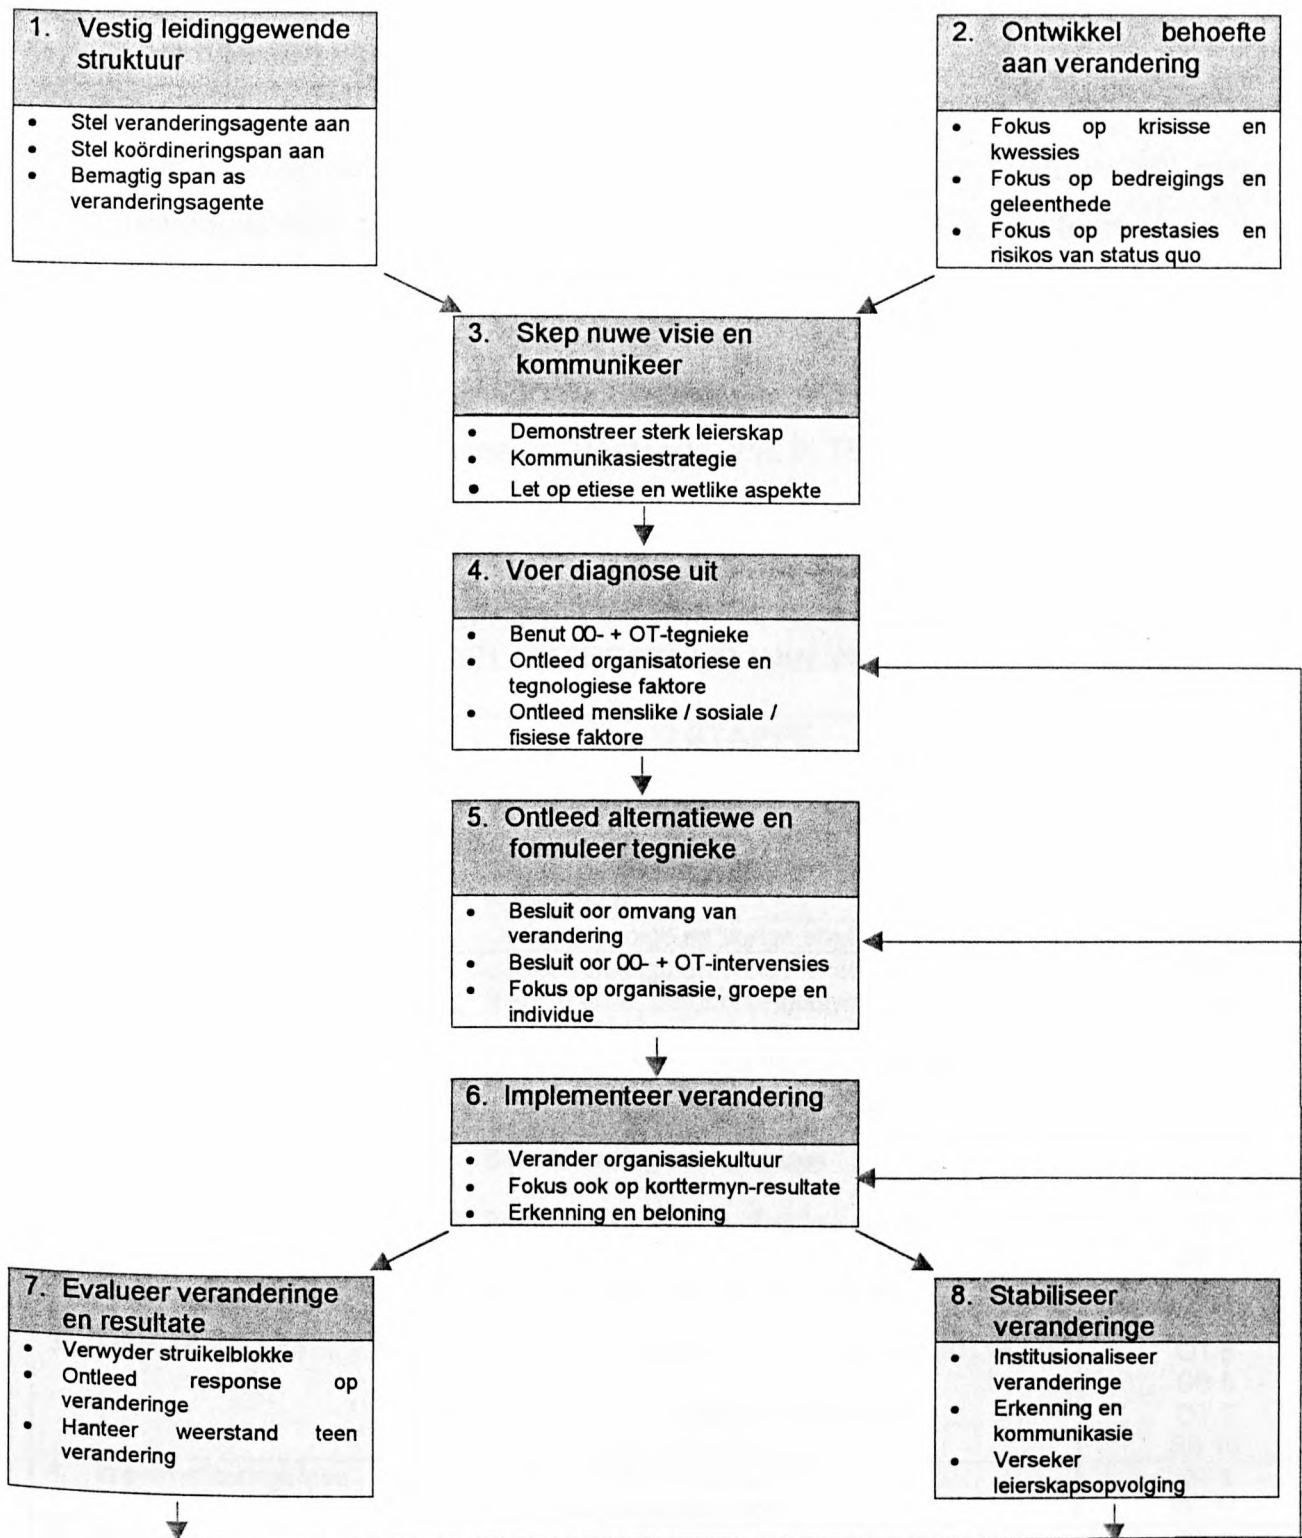 1. Vestig leidinggewende
struktuur
• Stel veranderingsagente aan
• Stel koördineringspan aan
• Bemagtig span as
veranderingsagente
2. Ontwikkel behoefte
aan verandering
• Fokus op krisisse en
kwessies
• Fokus op bedreigings en
geleenthede
• Fokus op prestasies en
risikos van status quo
3. Skep nuwe visie en
kommunikeer
• Demonstreer sterk leierskap
• Kommunikasiestrategie
• Let op etiese en wetlike aspekte
4. Voer diagnose uit
• Benut OO- + OT-tegnieke
• Ontleed organisatoriese en
tegnologiese faktore
• Ontleed menslike / sosiale /
fisiese faktore
5. Ontleed alternatiewe en
formuleer tegnieke
• Besluit oor omvang van
verandering
• Besluit oor OO- + OT-intervensies
• Fokus op organisasie, groepe en
individue
6. Implementeer verandering
• Verander organisasiekultuur
• Fokus ook op korttermyn-resultate
• Erkenning en beloning
7. Evalueer veranderinge
en resultate
• Verwyder struikelblokke
• Ontleed response op
veranderinge
• Hanteer weerstand teen
verandering
8. Stabiliseer
veranderinge
• Institusionaliseer
veranderinge
• Erkenning en
kommunikasie
• Verseker
leierskapsopvolging